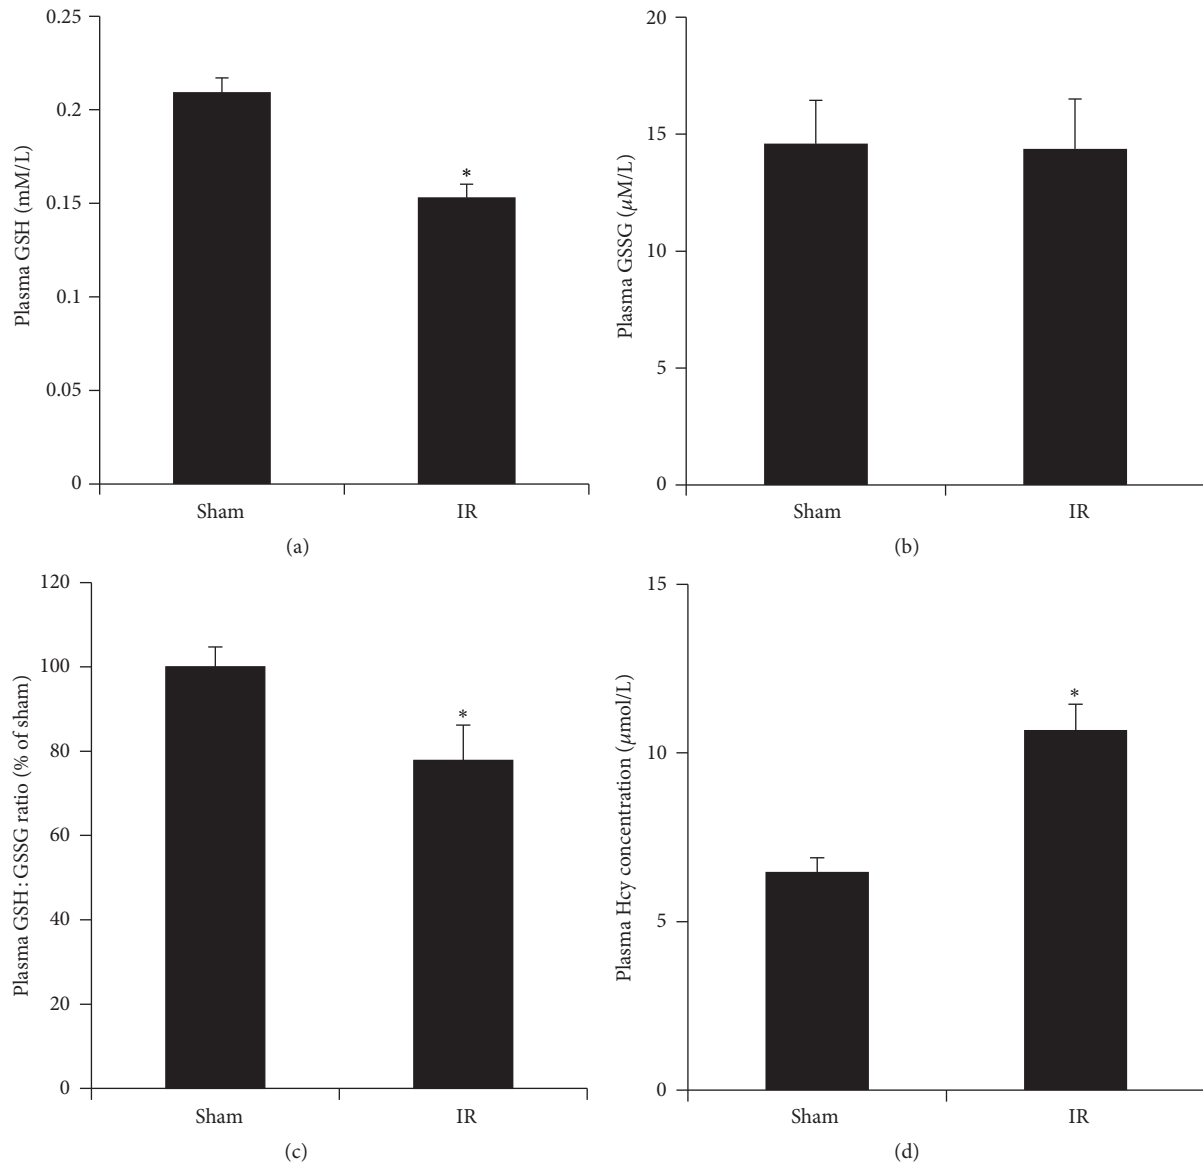 0.25
0.2
0.15
0.1
0.05
0
Plasma GSH (mM/L)
*
Sham IR
(a)
20
15
10
5
0
Plasma GSSG (μM/L)
Sham IR
(b)
120
100
80
60
40
20
0
Plasma GSH:GSSG ratio (% of sham)
*
Sham IR
(c)
15
10
5
0
Plasma Hcy concentration (μmol/L)
*
Sham IR
(d)